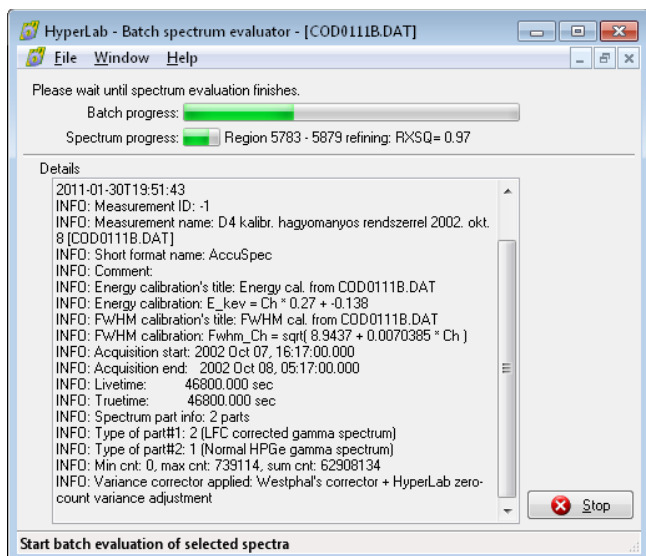 HyperLab - Batch spectrum evaluator - [COD0111B.DAT]
File Window Help
Please wait until spectrum evaluation finishes.
Batch progress:
Spectrum progress: Region 5783 - 5879 refining: RXSQ= 0.97
Details
2011-01-30T19:51:43
INFO: Measurement ID: -1
INFO: Measurement name: D4 kalibr. hagyomanyos rendszerrel 2002. okt.
8 [COD0111B.DAT]
INFO: Short format name: AccuSpec
INFO: Comment:
INFO: Energy calibration's title: Energy cal. from COD0111B.DAT
INFO: Energy calibration: E_kev = Ch * 0.27 + -0.138
INFO: FWHM calibration's title: FWHM cal. from COD0111B.DAT
INFO: FWHM calibration: Fwhm_Ch = sqrt( 8.9437 + 0.0070385 * Ch )
INFO: Acquisition start: 2002 Oct 07, 16:17:00.000
INFO: Acquisition end: 2002 Oct 08, 05:17:00.000
INFO: Livetime: 46800.000 sec
INFO: Truetime: 46800.000 sec
INFO: Spectrum part info: 2 parts
INFO: Type of part#1: 2 (LFC corrected gamma spectrum)
INFO: Type of part#2: 1 (Normal HPGe gamma spectrum)
INFO: Min cnt: 0, max cnt: 739114, sum cnt: 62908134
INFO: Variance corrector applied: Westphal's corrector + HyperLab zero-
count variance adjustment
Stop
Start batch evaluation of selected spectra